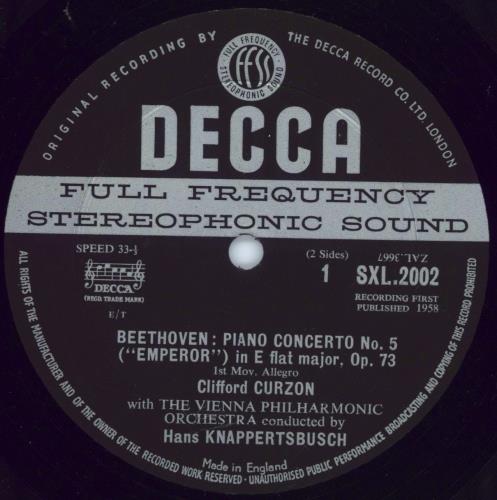 ORIGINAL RECORDING BY THE DECCA RECORD CO. LTD. LONDON
FULL FREQUENCY
FFSS
STEREOPHONIC SOUND
DECCA
FULL FREQUENCY
STEREOPHONIC SOUND
SPEED 33-⅓
DECCA
(REGD. TRADE MARK)
E/T
(2 Sides)
1
ZAL.3667
SXL.2002
RECORDING FIRST
PUBLISHED 1958
BEETHOVEN: PIANO CONCERTO No. 5
("EMPEROR") in E flat major, Op. 73
1st Mov. Allegro
Clifford CURZON
with THE VIENNA PHILHARMONIC
ORCHESTRA conducted by
Hans KNAPPERTSBUSCH
Made in England
ALL RIGHTS OF THE MANUFACTURER AND OF THE OWNER OF THE RECORDED WORK RESERVED · UNAUTHORISED PUBLIC PERFORMANCE BROADCASTING AND COPYING OF THIS RECORD PROHIBITED